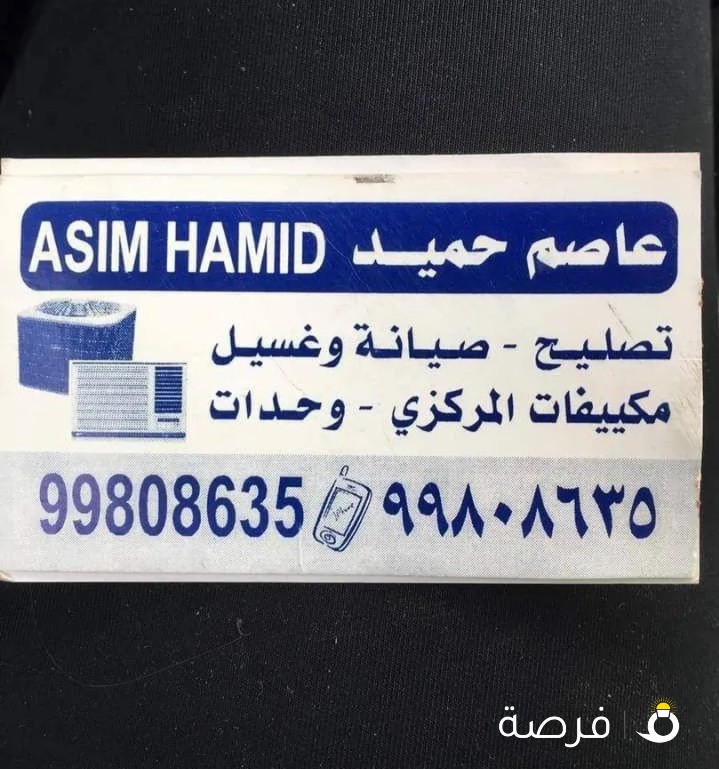 ASIM HAMID عاصم حميد
تصليح - صيانة وغسيل
مكييفات المركزي - وحدات
99808635 ٩٩٨٠٨٦٣٥
فرصة